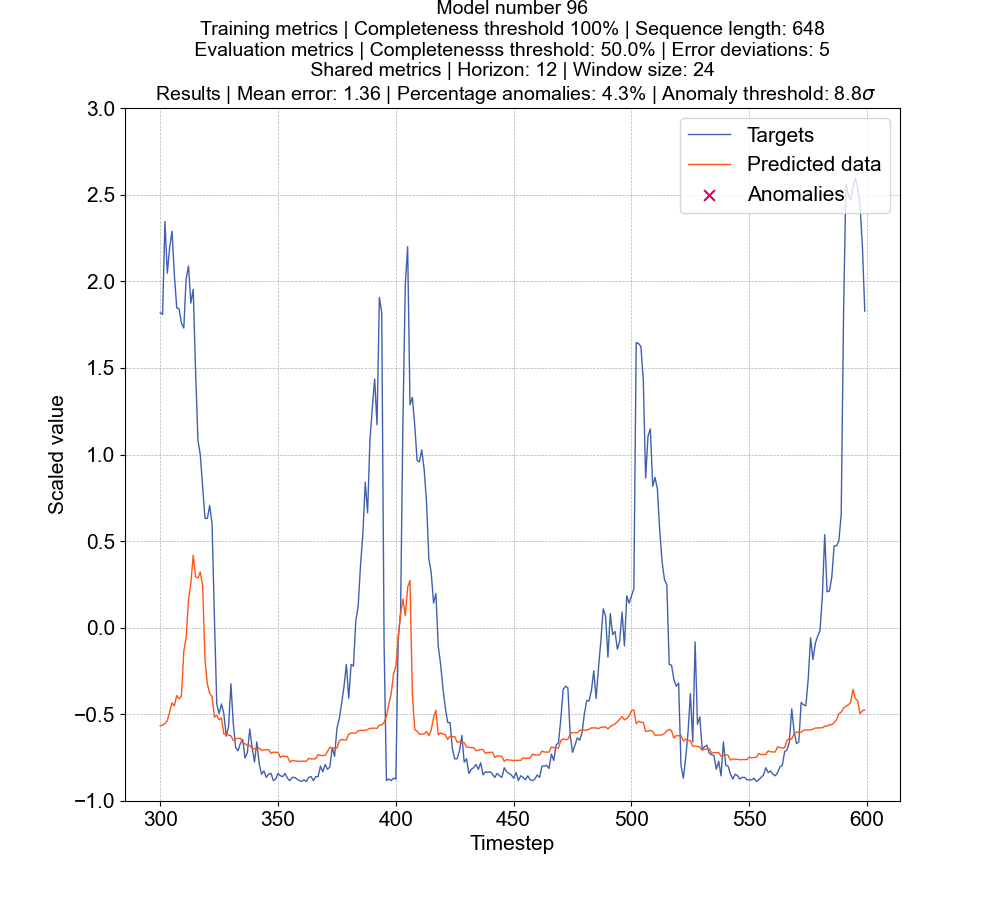 Model number 96
Training metrics | Completeness threshold 100% | Sequence length: 648
Evaluation metrics | Completenesss threshold: 50.0% | Error deviations: 5
Shared metrics | Horizon: 12 | Window size: 24
Results | Mean error: 1.36 | Percentage anomalies: 4.3% | Anomaly threshold: 8.8σ
Targets
Predicted data
Anomalies
3.0
2.5
2.0
1.5
1.0
0.5
0.0
−0.5
−1.0
Scaled value
300
350
400
450
500
550
600
Timestep